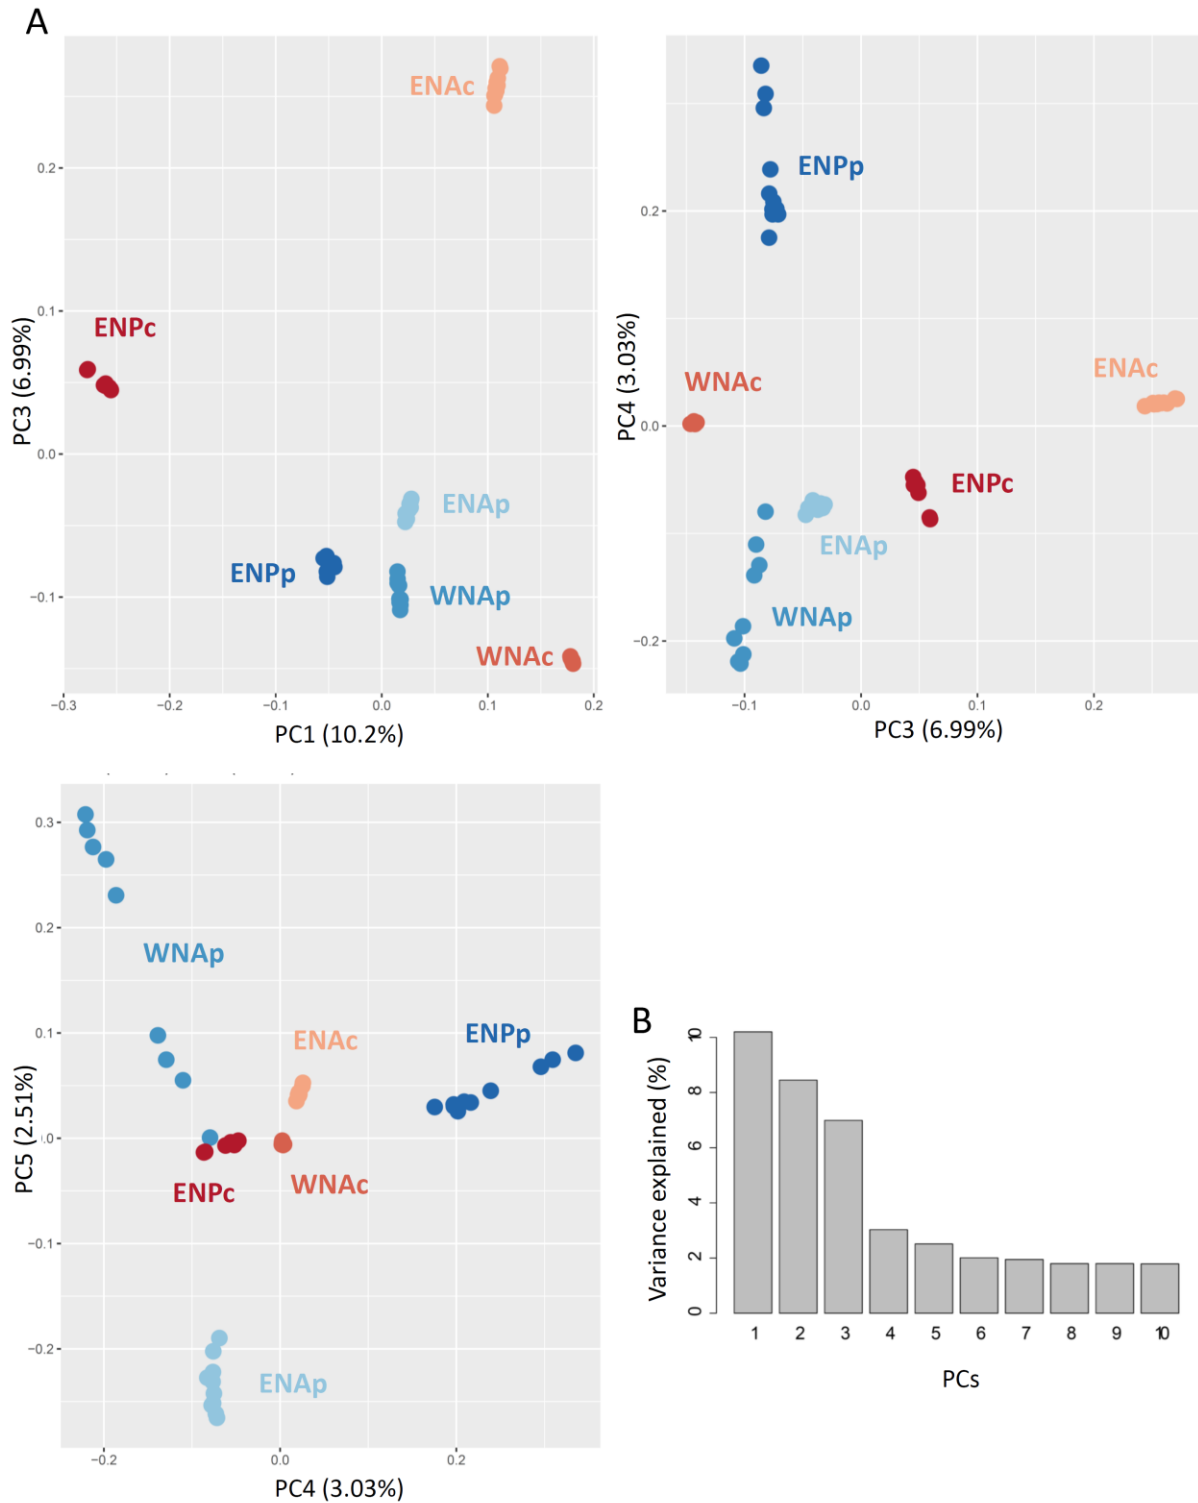 A
ENAc
0.2
0.1
0.0
−0.1
ENPc
ENAp
ENPp
WNAp
WNAc
PC3 (6.99%)
−0.3
−0.2
−0.1
0.0
0.1
0.2
PC1 (10.2%)
ENPp
0.2
0.0
−0.2
WNAc
ENAc
ENPc
ENAp
WNAp
PC4 (3.03%)
−0.1
0.0
0.1
0.2
PC3 (6.99%)
0.3
0.2
0.1
0.0
−0.1
−0.2
WNAp
ENAc
ENPp
ENPc
WNAc
ENAp
PC5 (2.51%)
−0.2
0.0
0.2
PC4 (3.03%)
B
10
8
6
4
2
0
Variance explained (%)
1 2 3 4 5 6 7 8 9 10
PCs